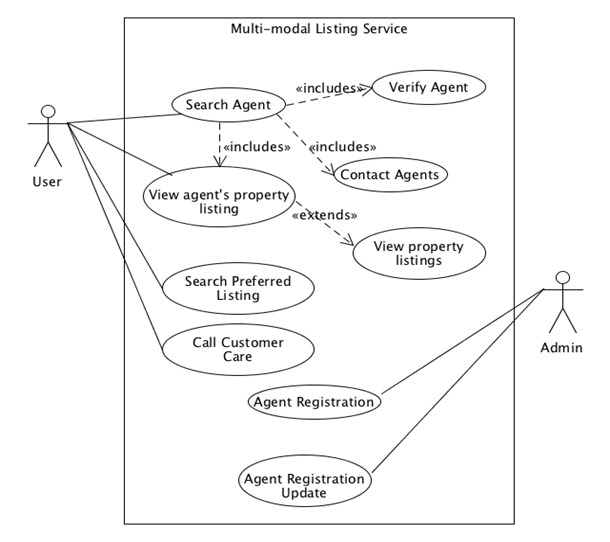 Multi-modal Listing Service
«includes»
Verify Agent
Search Agent
«includes»
«includes»
User
Contact Agents
View agent's property
listing
«extends»
View property
listings
Search Preferred
Listing
Call Customer
Care
Admin
Agent Registration
Agent Registration
Update